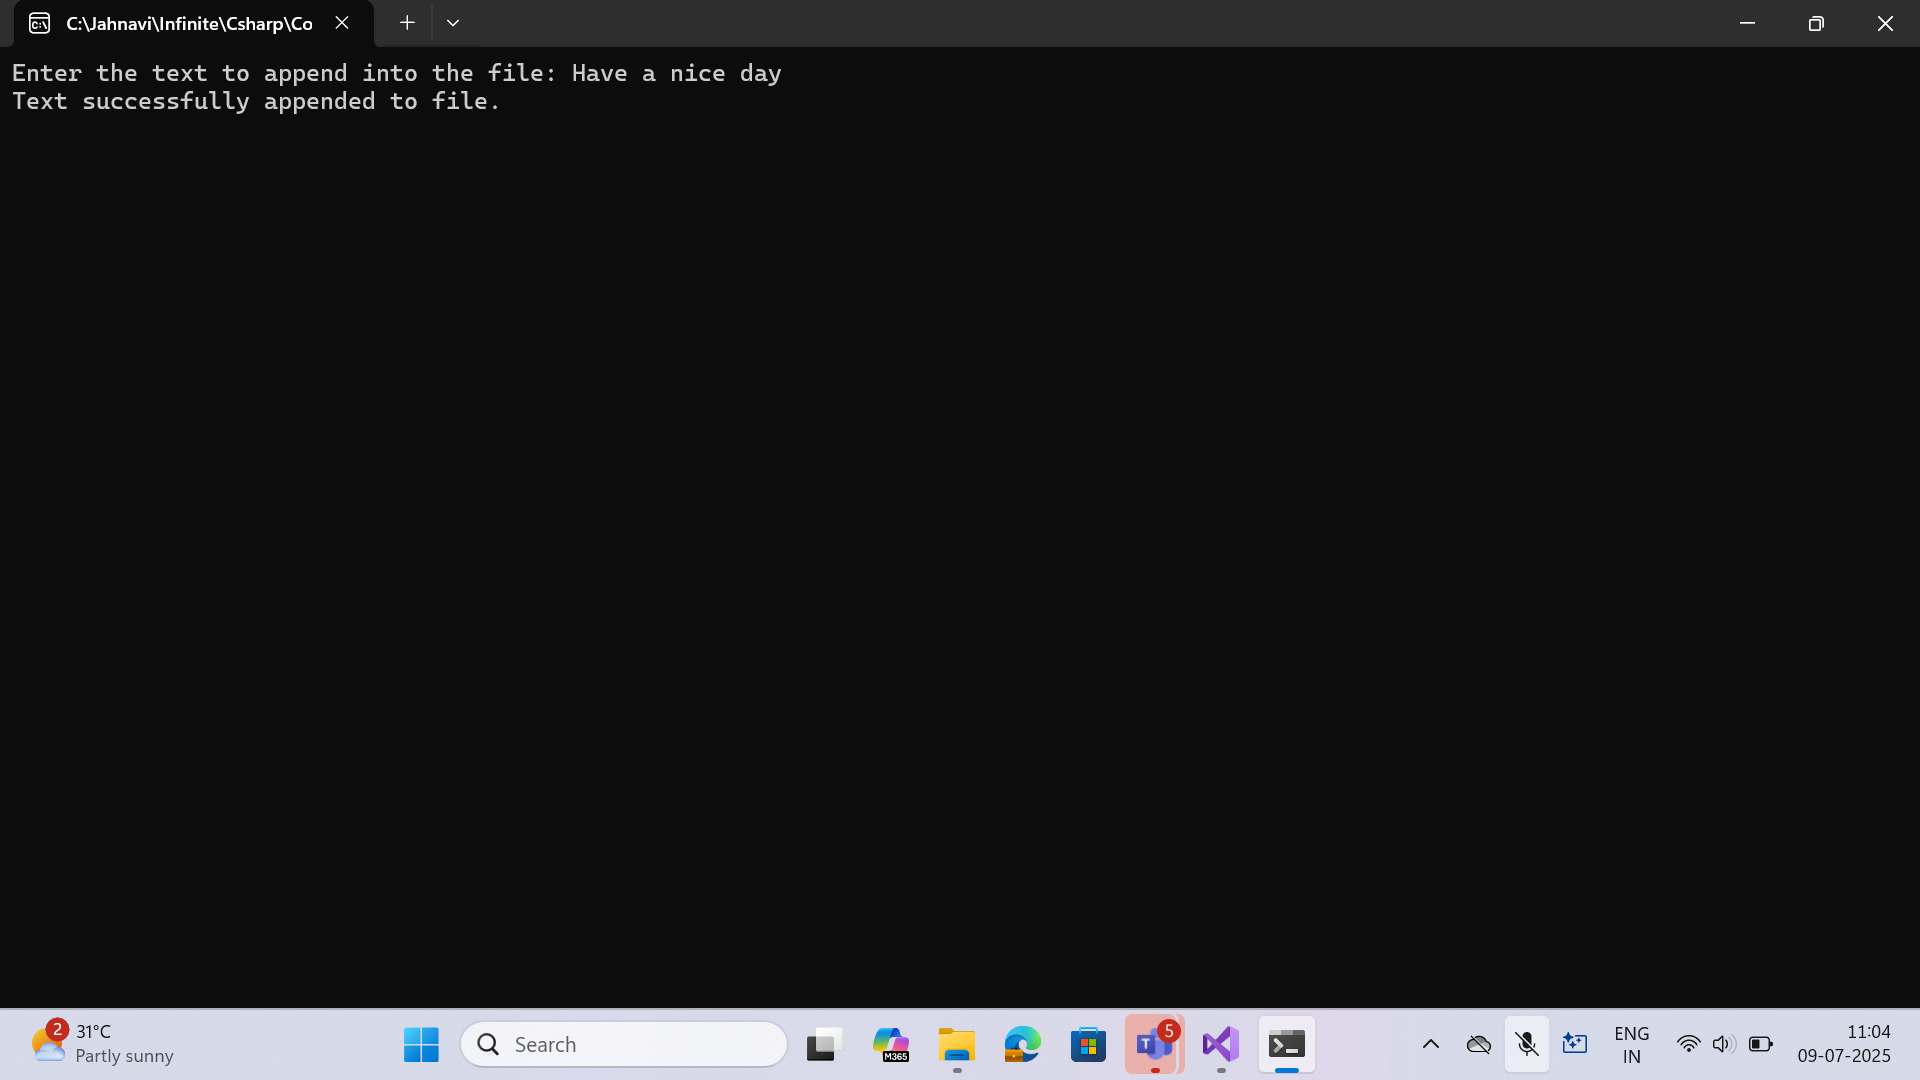 C:\Jahnavi\Infinite\Csharp\Co
Enter the text to append into the file: Have a nice day
Text successfully appended to file.
2
31°C
Partly sunny
Search
M365
T
5
ENG
IN
11:04
09-07-2025